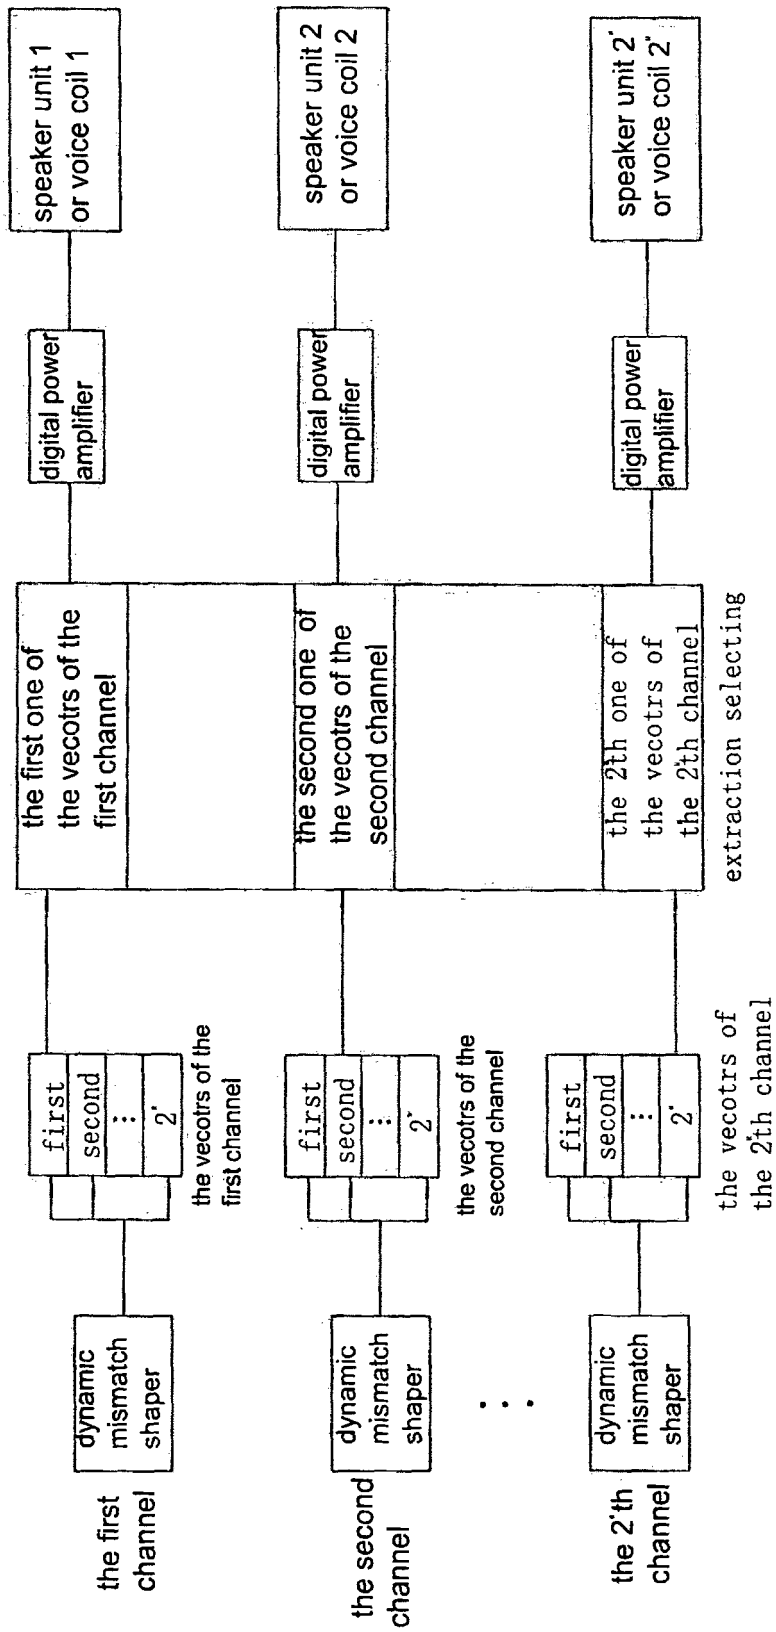 the first
channel
dynamic
mismatch
shaper
first
second
⋮
2*
the vecotrs of the
first channel
the first one of
the vecotrs of the
first channel
digital power
amplifier
speaker unit 1
or voice coil 1
the second
channel
dynamic
mismatch
shaper
first
second
⋮
2*
the vecotrs of the
second channel
the second one of
the vecotrs of the
second channel
digital power
amplifier
speaker unit 2
or voice coil 2
. . .
the 2*th
channel
dynamic
mismatch
shaper
first
second
⋮
2*
the vecotrs of
the 2*th channel
the 2*th one of
the vecotrs of
the 2*th channel
extraction selecting
digital power
amplifier
speaker unit 2*
or voice coil 2*